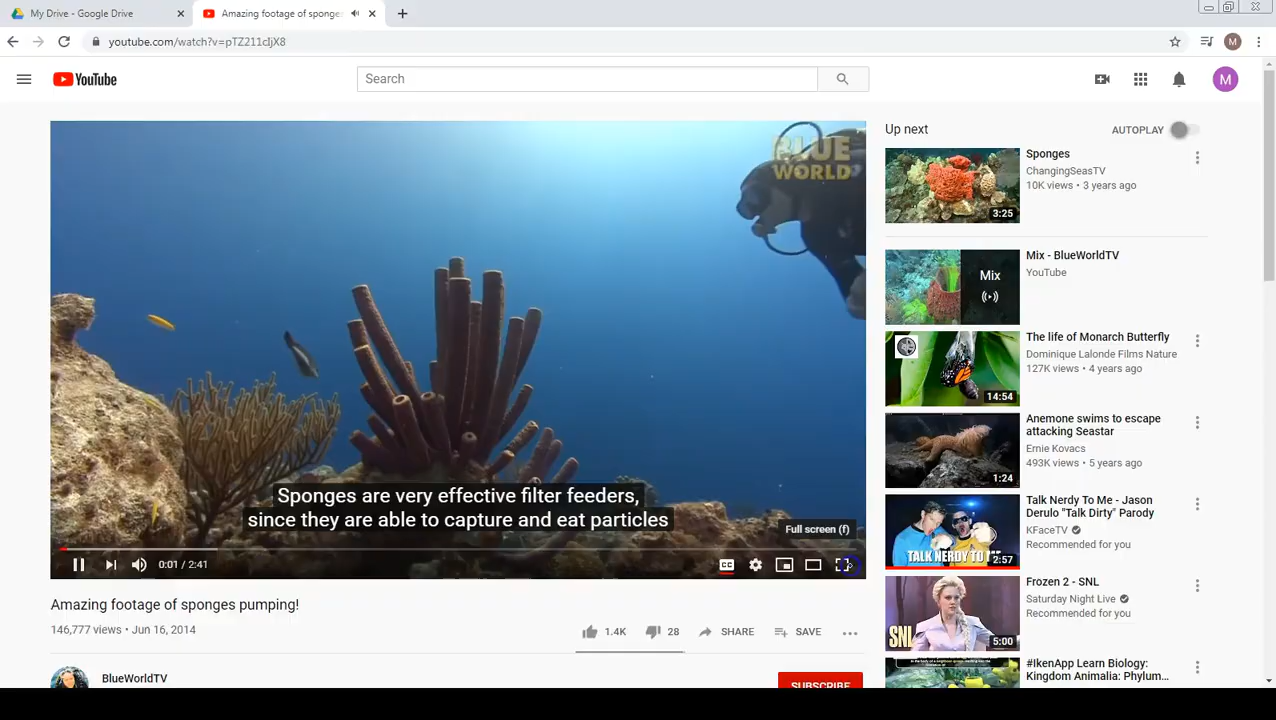 My Drive - Google Drive
Amazing footage of sponges
youtube.com/watch?v=pTZ211cIjX8
M
YouTube
Search
M
BLUE
WORLD
Sponges are very effective filter feeders,
since they are able to capture and eat particles
Full screen (f)
0:01 / 2:41
CC
Amazing footage of sponges pumping!
146,777 views • Jun 16, 2014
1.4K
28
SHARE
SAVE
BlueWorldTV
SUBSCRIBE
Up next
AUTOPLAY
Sponges
ChangingSeasTV
10K views • 3 years ago
3:25
Mix - BlueWorldTV
YouTube
Mix
The life of Monarch Butterfly
Dominique Lalonde Films Nature
127K views • 4 years ago
14:54
Anemone swims to escape
attacking Seastar
Ernie Kovacs
493K views • 5 years ago
1:24
Talk Nerdy To Me - Jason
Derulo "Talk Dirty" Parody
KFaceTV
Recommended for you
TALK NERDY TO ME
2:57
Frozen 2 - SNL
Saturday Night Live
Recommended for you
SNL
5:00
#IkenApp Learn Biology:
Kingdom Animalia: Phylum...